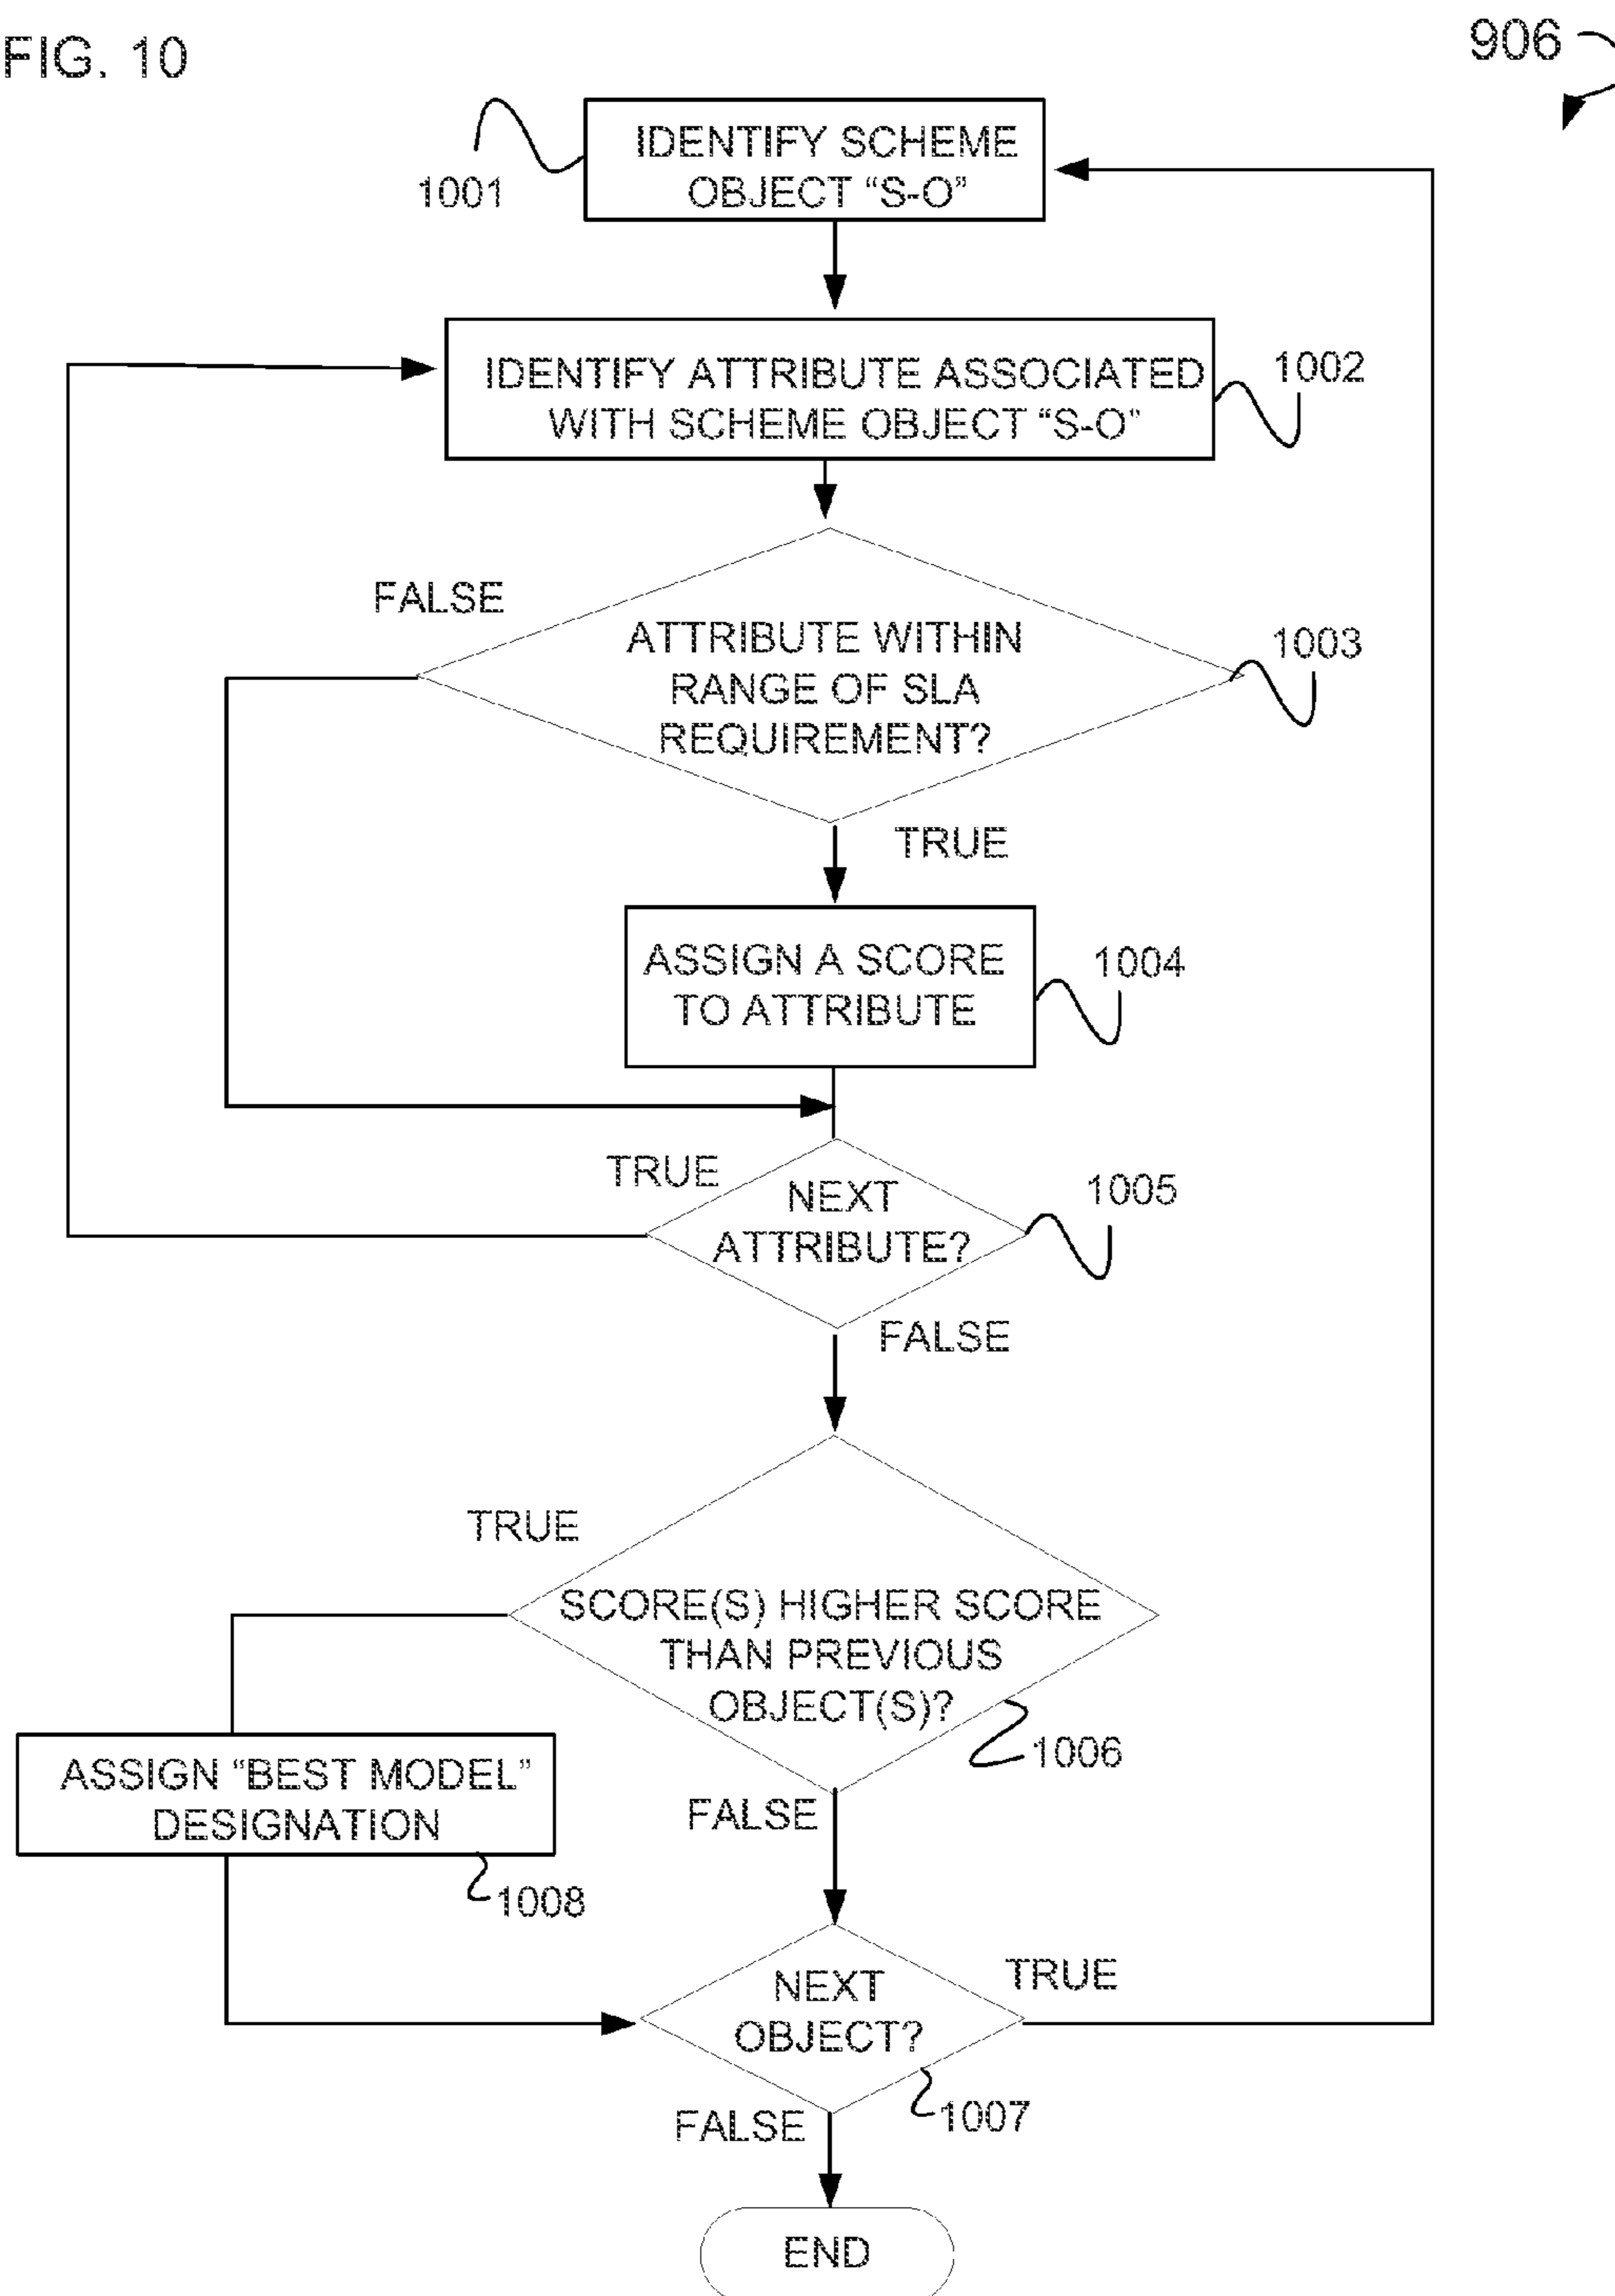 FIG. 10
906
IDENTIFY SCHEME
OBJECT “S-O”
1001
IDENTIFY ATTRIBUTE ASSOCIATED
WITH SCHEME OBJECT “S-O”
1002
FALSE
ATTRIBUTE WITHIN
RANGE OF SLA
REQUIREMENT?
1003
TRUE
ASSIGN A SCORE
TO ATTRIBUTE
1004
TRUE
NEXT
ATTRIBUTE?
1005
FALSE
TRUE
SCORE(S) HIGHER SCORE
THAN PREVIOUS
OBJECT(S)?
1006
ASSIGN “BEST MODEL”
DESIGNATION
1008
FALSE
NEXT
OBJECT?
TRUE
1007
FALSE
END